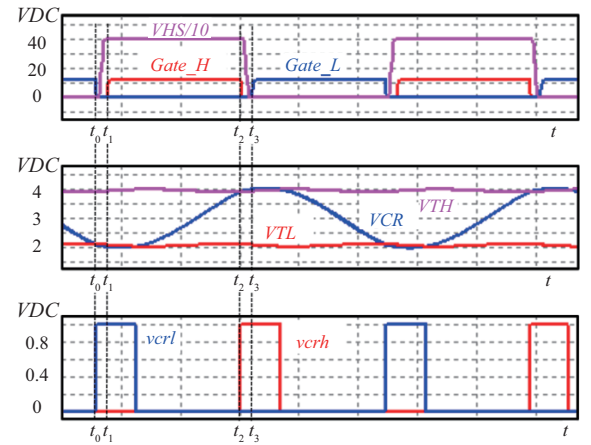 VDC
VHS/10
40
Gate_H
Gate_L
20
0
t0 t1 t2 t3 t
VDC
4
VTH
3
VCR
VTL
2
t0 t1 t2 t3 t
VDC
0.8
vcrl
vcrh
0.4
0
t0 t1 t2 t3 t